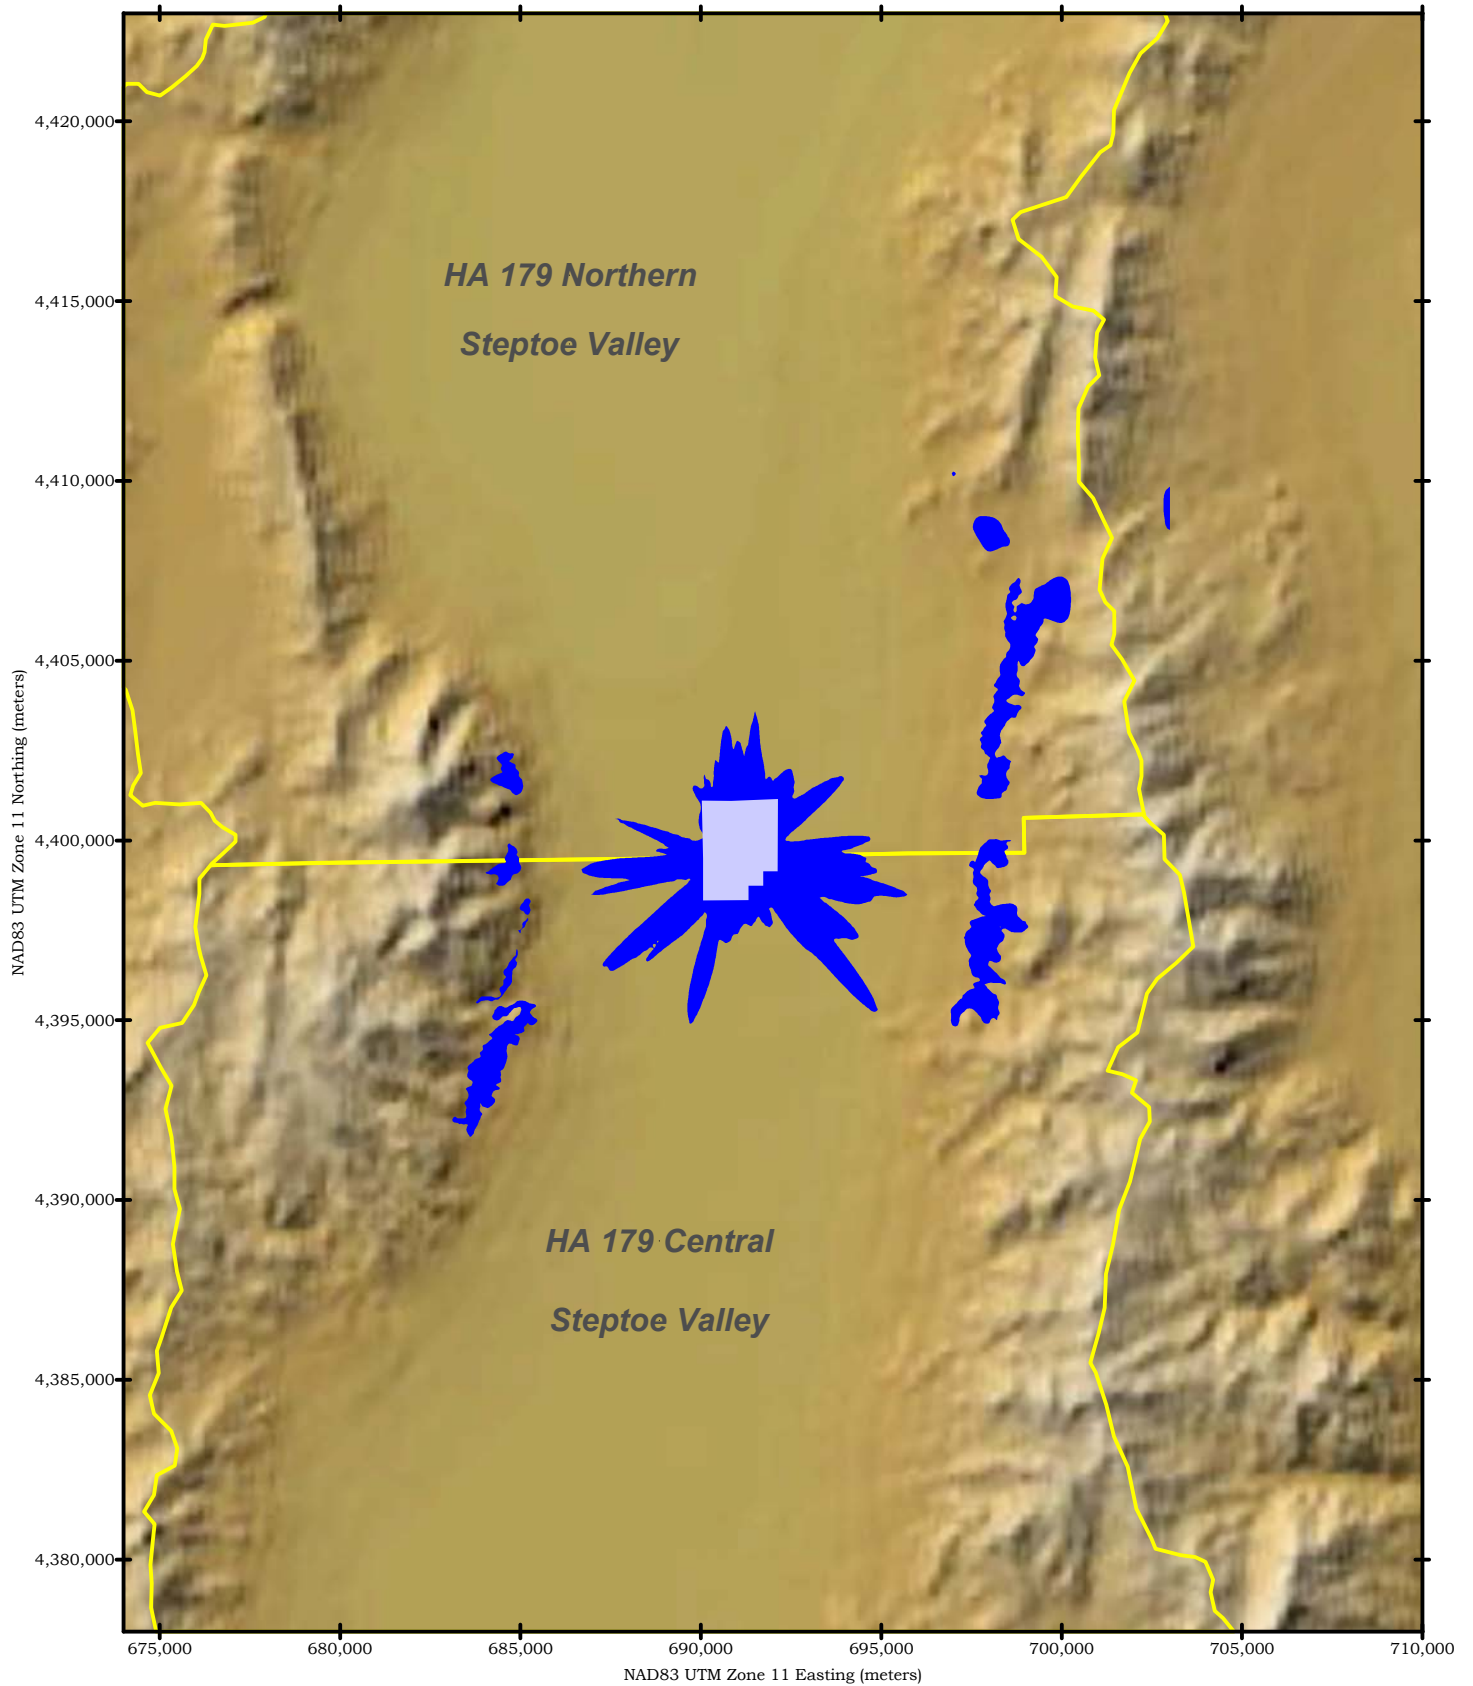 4,420,000
HA 179 Northern
4,415,000
Steptoe Valley
4,410,000
4,405,000
NAD83 UTM Zone 11 Northing (meters)
4,400,000
4,395,000
4,390,000
HA 179 Central
Steptoe Valley
4,385,000
4,380,000
675,000 680,000 685,000 690,000 695,000 700,000 705,000 710,000
NAD83 UTM Zone 11 Easting (meters)